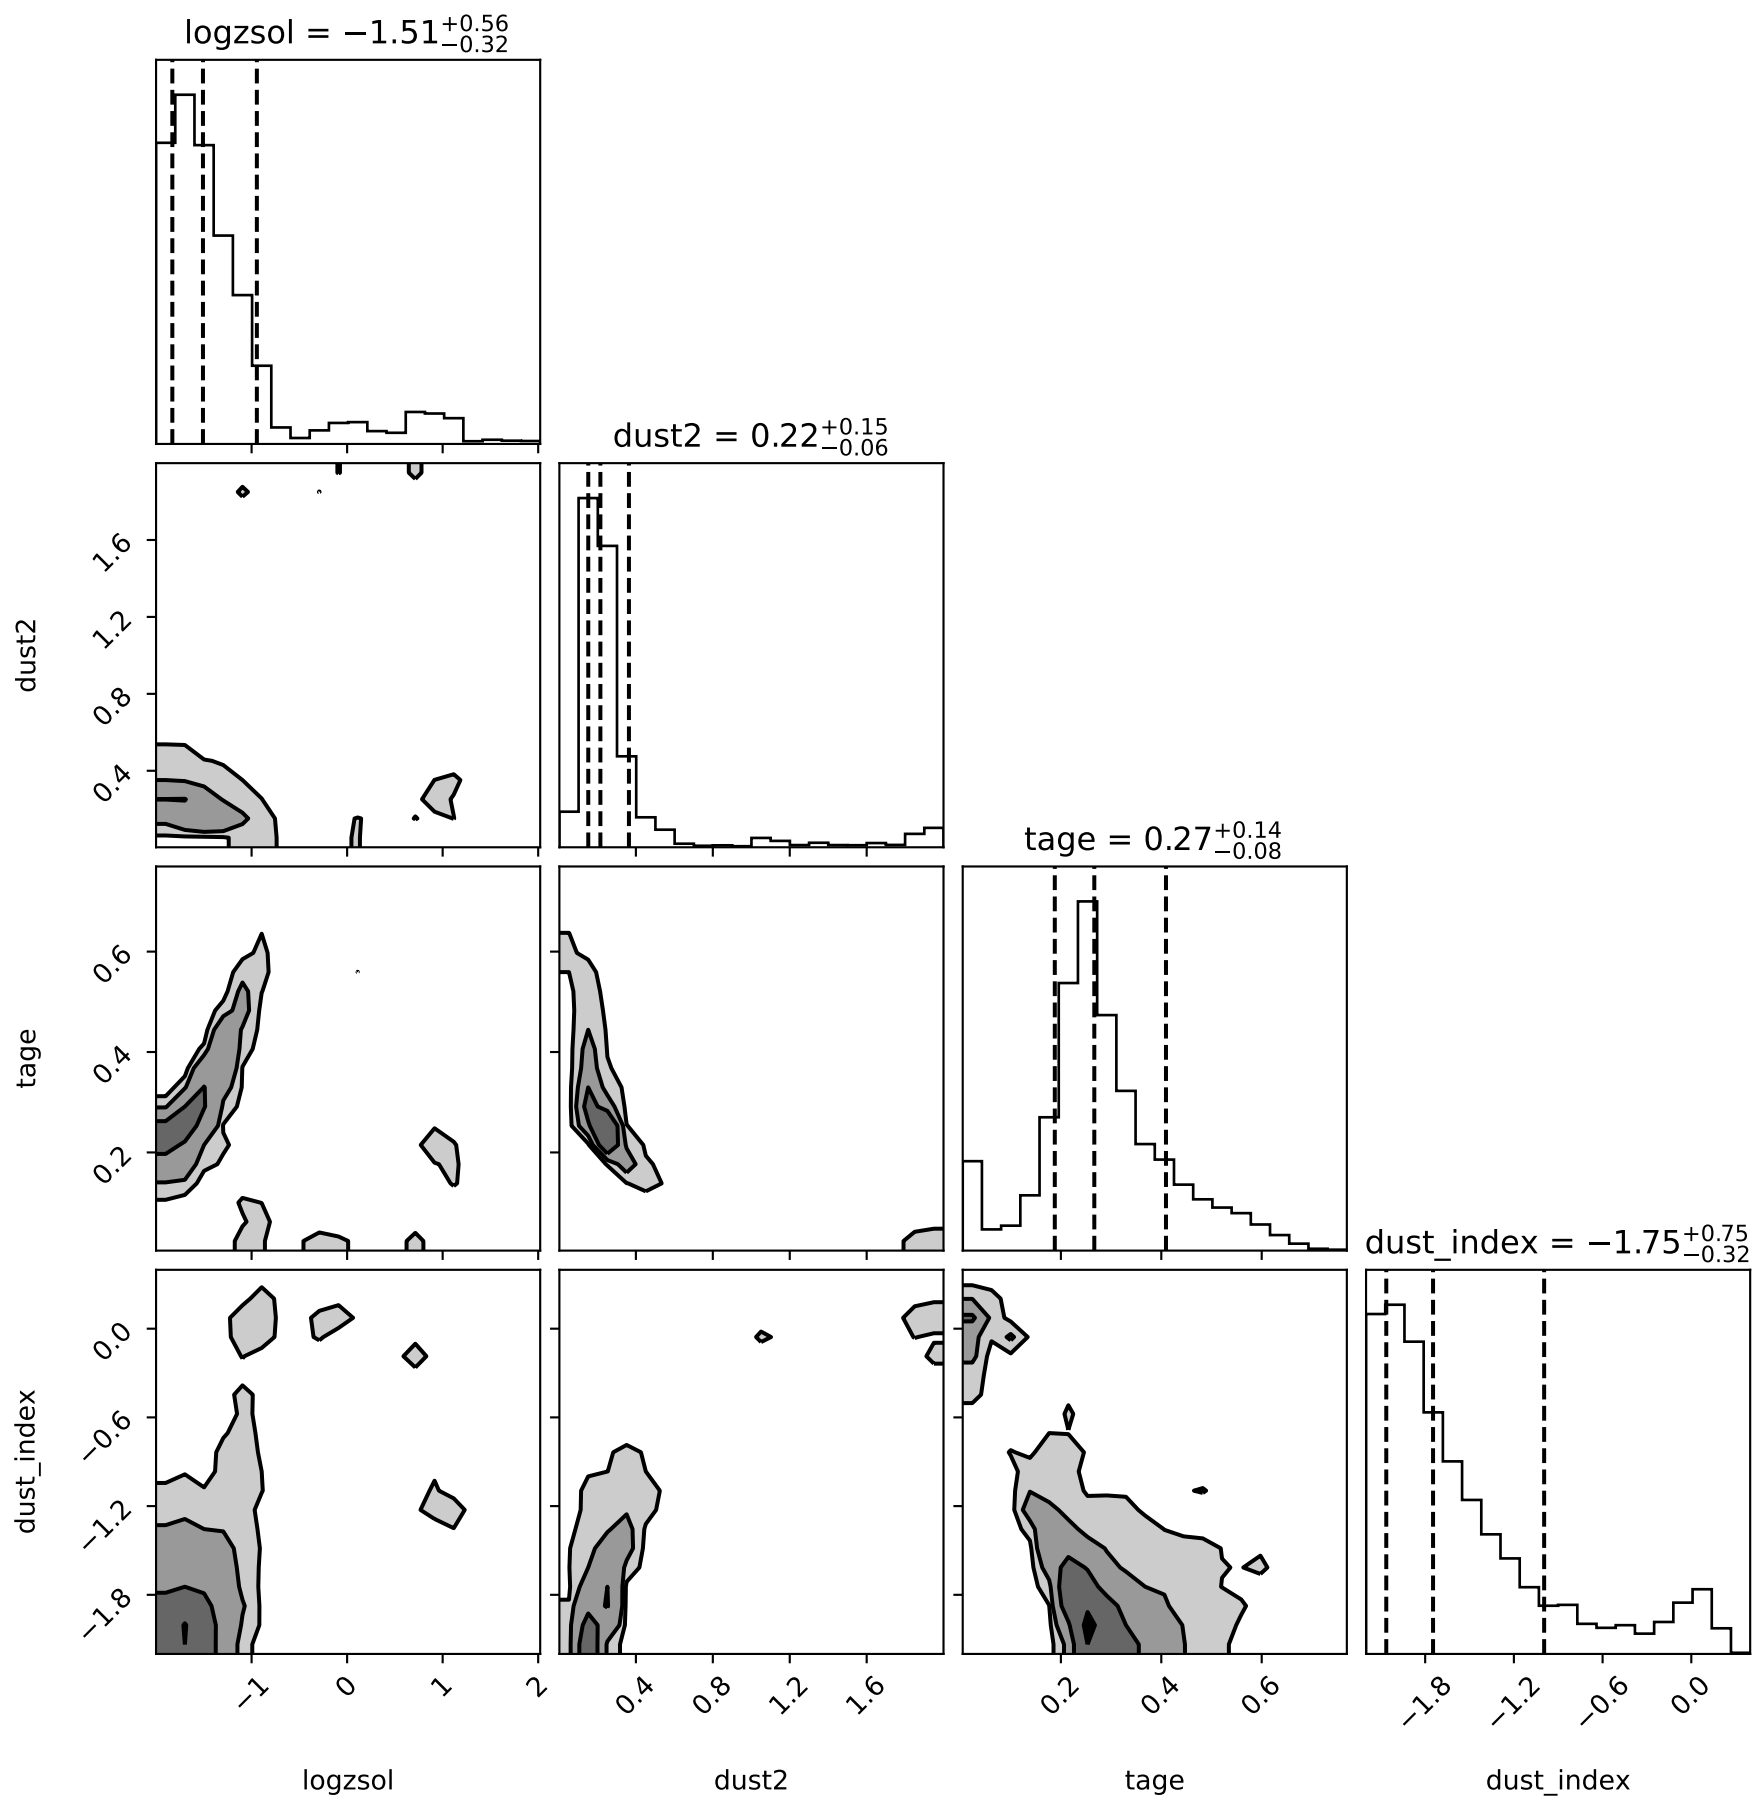 logzsol = −1.51+0.56−0.32
dust2 = 0.22+0.15−0.06
1.6
1.2
0.8
0.4
dust2
tage = 0.27+0.14−0.08
0.6
0.4
0.2
tage
dust_index = −1.75+0.75−0.32
0.0
−0.6
−1.2
−1.8
dust_index
−1 0 1 2
0.4 0.8 1.2 1.6
0.2 0.4 0.6
−1.8 −1.2 −0.6 0.0
logzsol dust2 tage dust_index